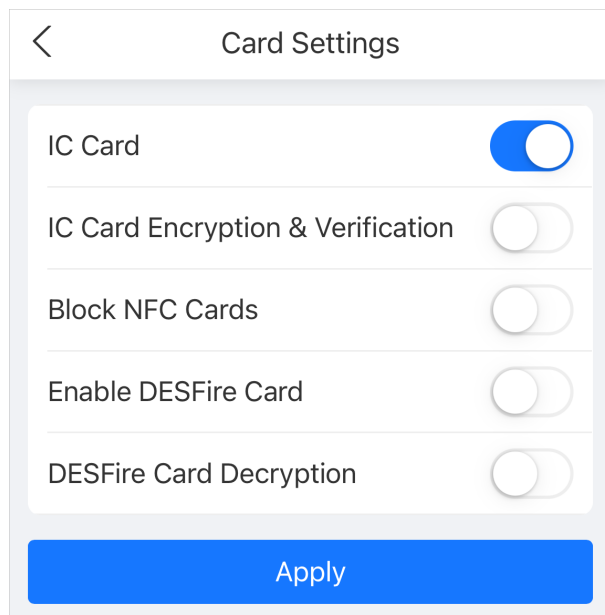 Card Settings
IC Card
IC Card Encryption & Verification
Block NFC Cards
Enable DESFire Card
DESFire Card Decryption
Apply